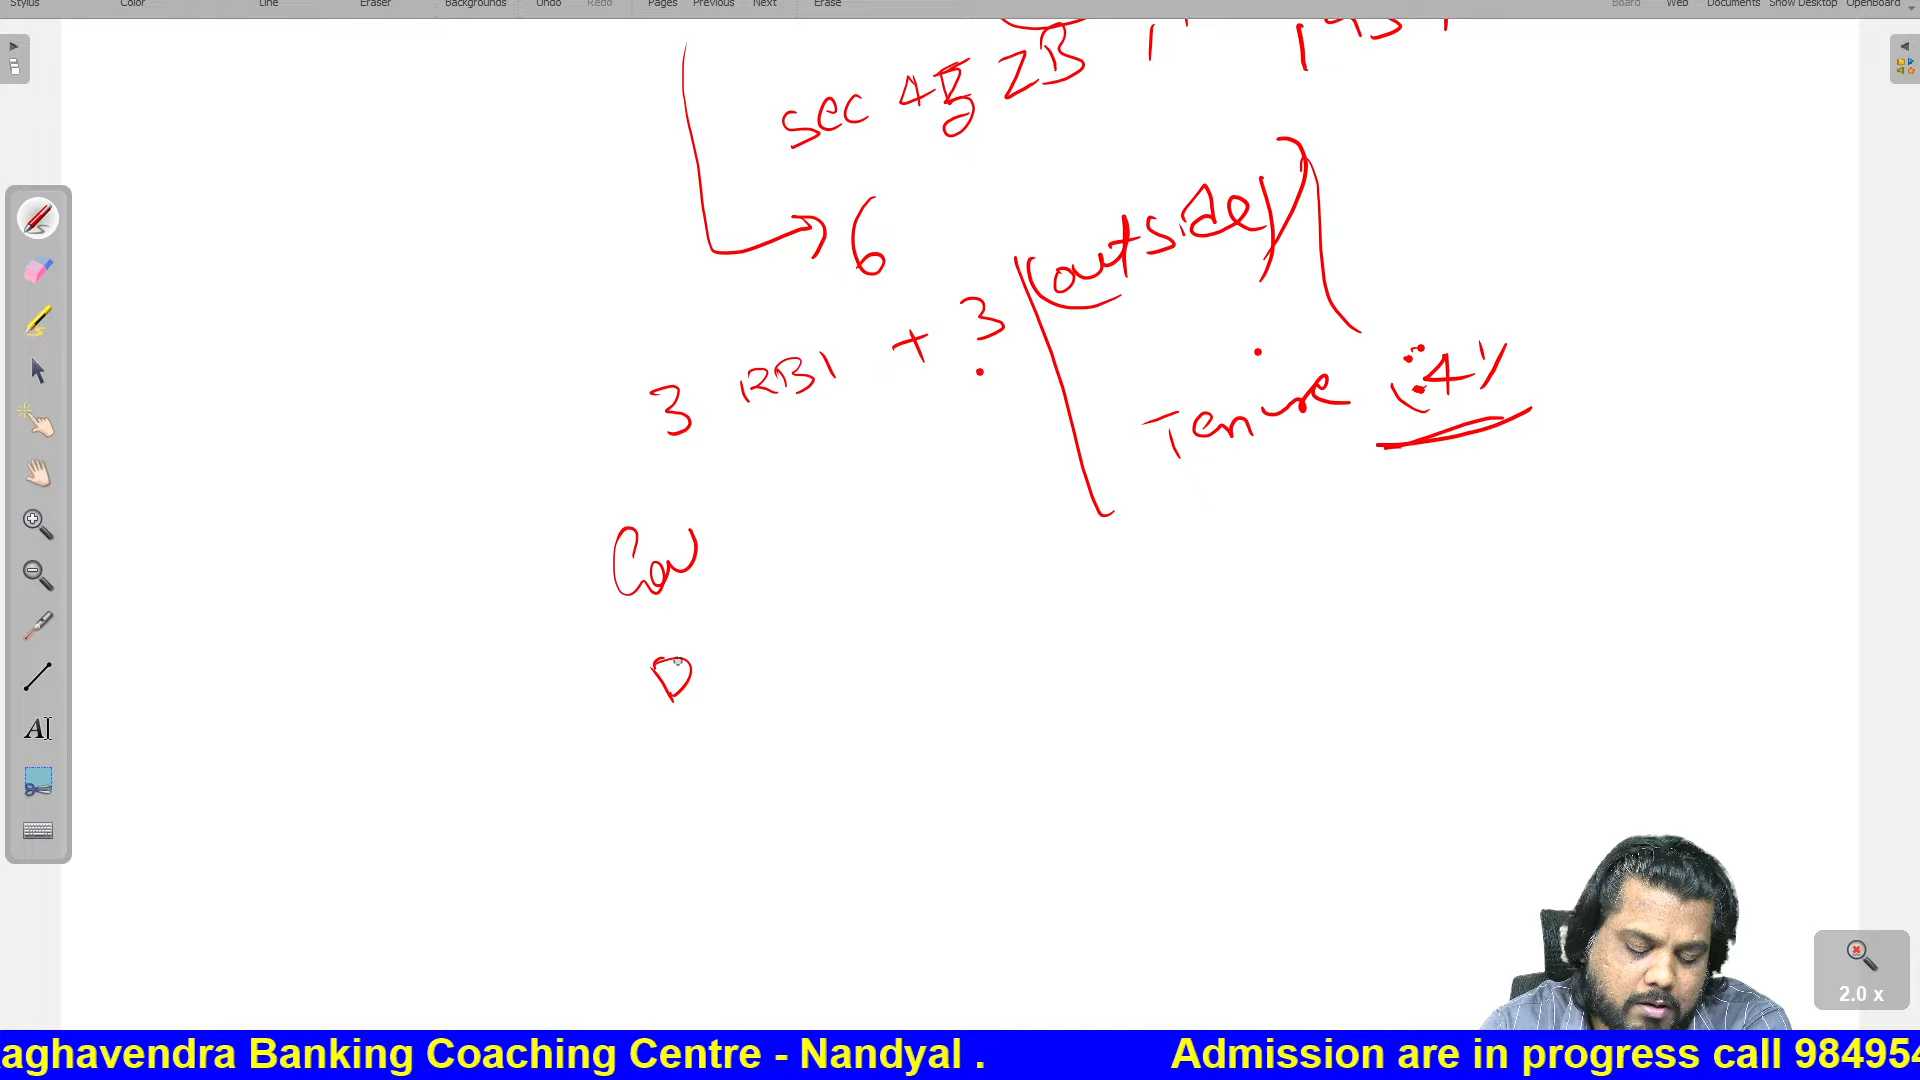 Stylus Color Line Eraser Backgrounds Undo Redo Pages Previous Next Erase Board Web Documents Show Desktop OpenBoard
sec 45 ZB
6 (outside)
3 RBI + 3
Tenure (4Y)
Gov
D
2.0 x
aghavendra Banking Coaching Centre - Nandyal . Admission are in progress call 984954